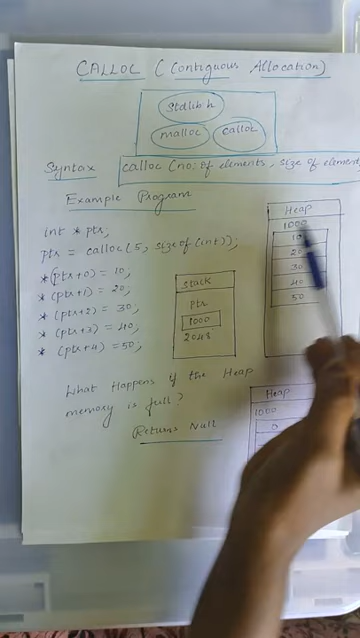 CALLOC (Contiguous Allocation)
Stdlib h
malloc calloc
Syntax calloc (no: of elements, size of element
Example Program
int * ptr;
ptr = calloc(5, sizeof(int));
*(ptr+0) = 10;
*(ptr+1) = 20;
*(ptr+2) = 30;
*(ptr+3) = 40;
*(ptr+4) = 50;
Stack
ptr
1000
2048
Heap
1000
10
20
30
40
50
What Happens if the Heap
memory is full?
Returns Null
Heap
1000
0